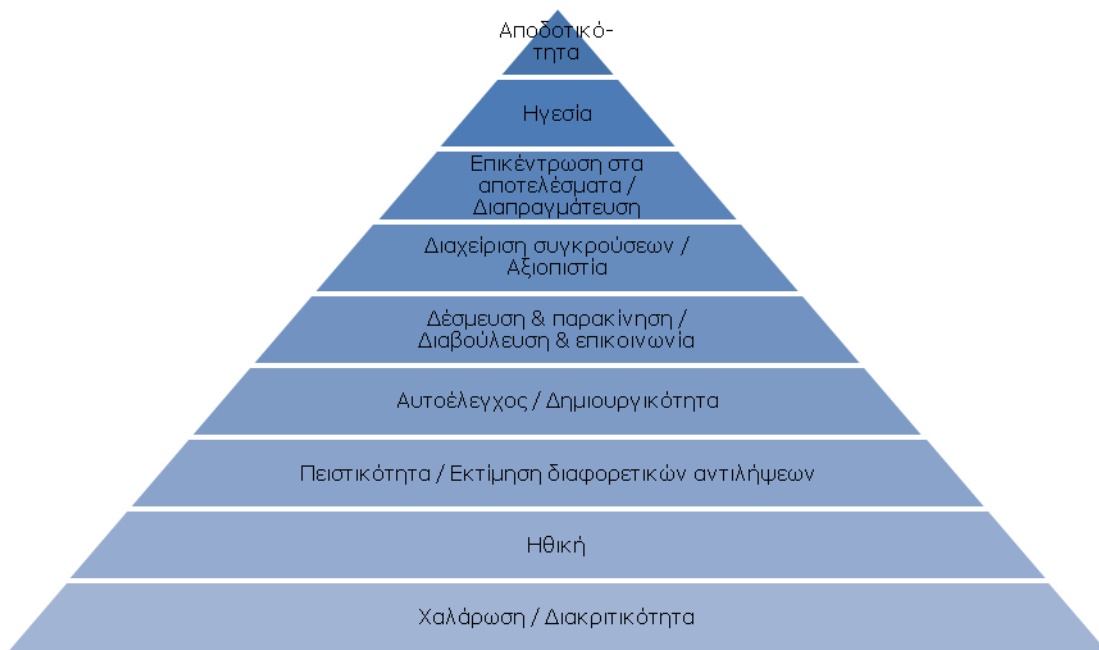 Αποδοτικό-
τητα
Ηγεσία
Επικέντρωση στα
αποτελέσματα /
Διαπραγμάτευση
Διαχείριση συγκρούσεων /
Αξιοπιστία
Δέσμευση & παρακίνηση /
Διαβούλευση & επικοινωνία
Αυτοέλεγχος / Δημιουργικότητα
Πειστικότητα / Εκτίμηση διαφορετικών αντιλήψεων
Ηθική
Χαλάρωση / Διακριτικότητα